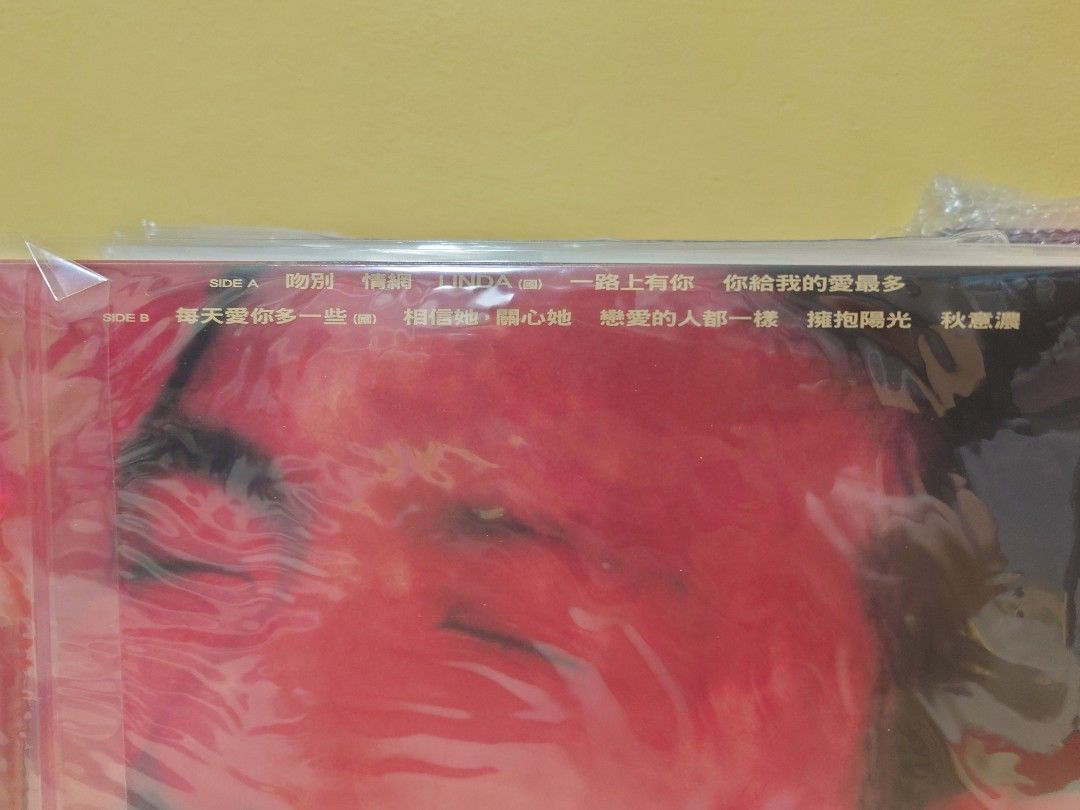 SIDE A 吻別 情網 LINDA (國) 一路上有你 你給我的愛最多
SIDE B 每天愛你多一些 (國) 相信她，關心她 戀愛的人都一樣 擁抱陽光 秋意濃